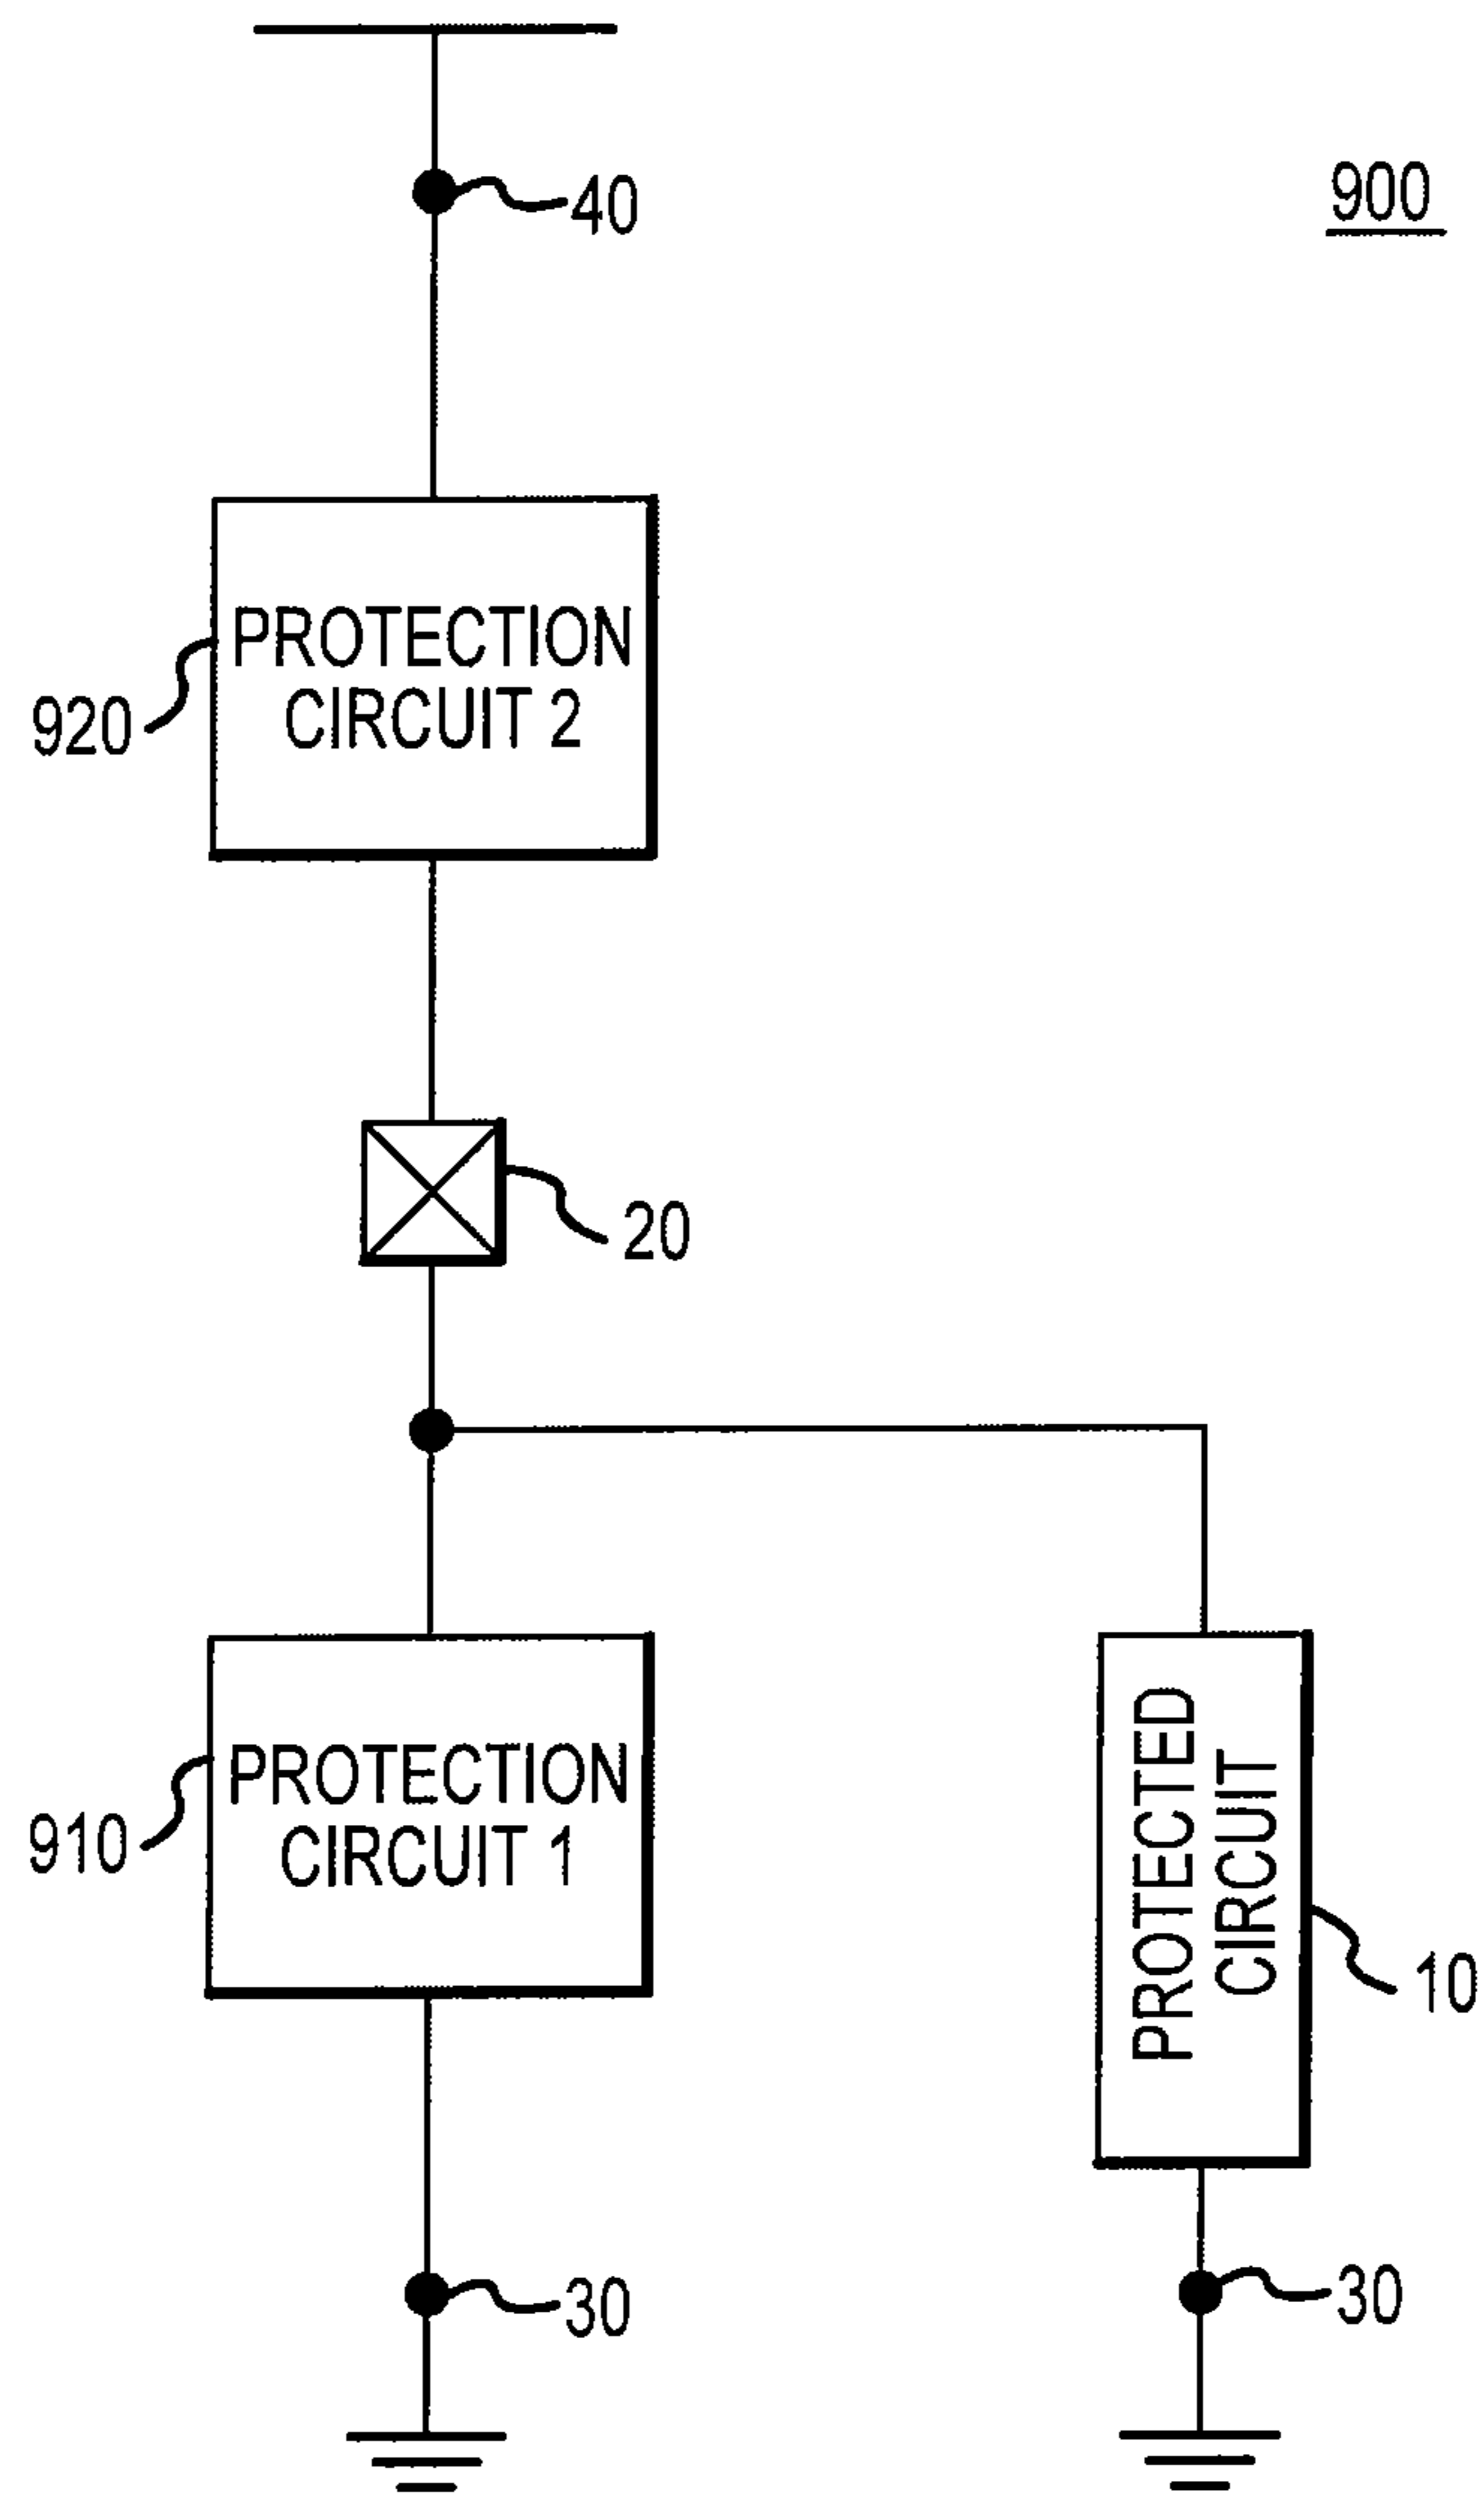 40
900
PROTECTION
CIRCUIT 2
920
20
PROTECTION
CIRCUIT 1
910
PROTECTED
CIRCUIT
10
30
30